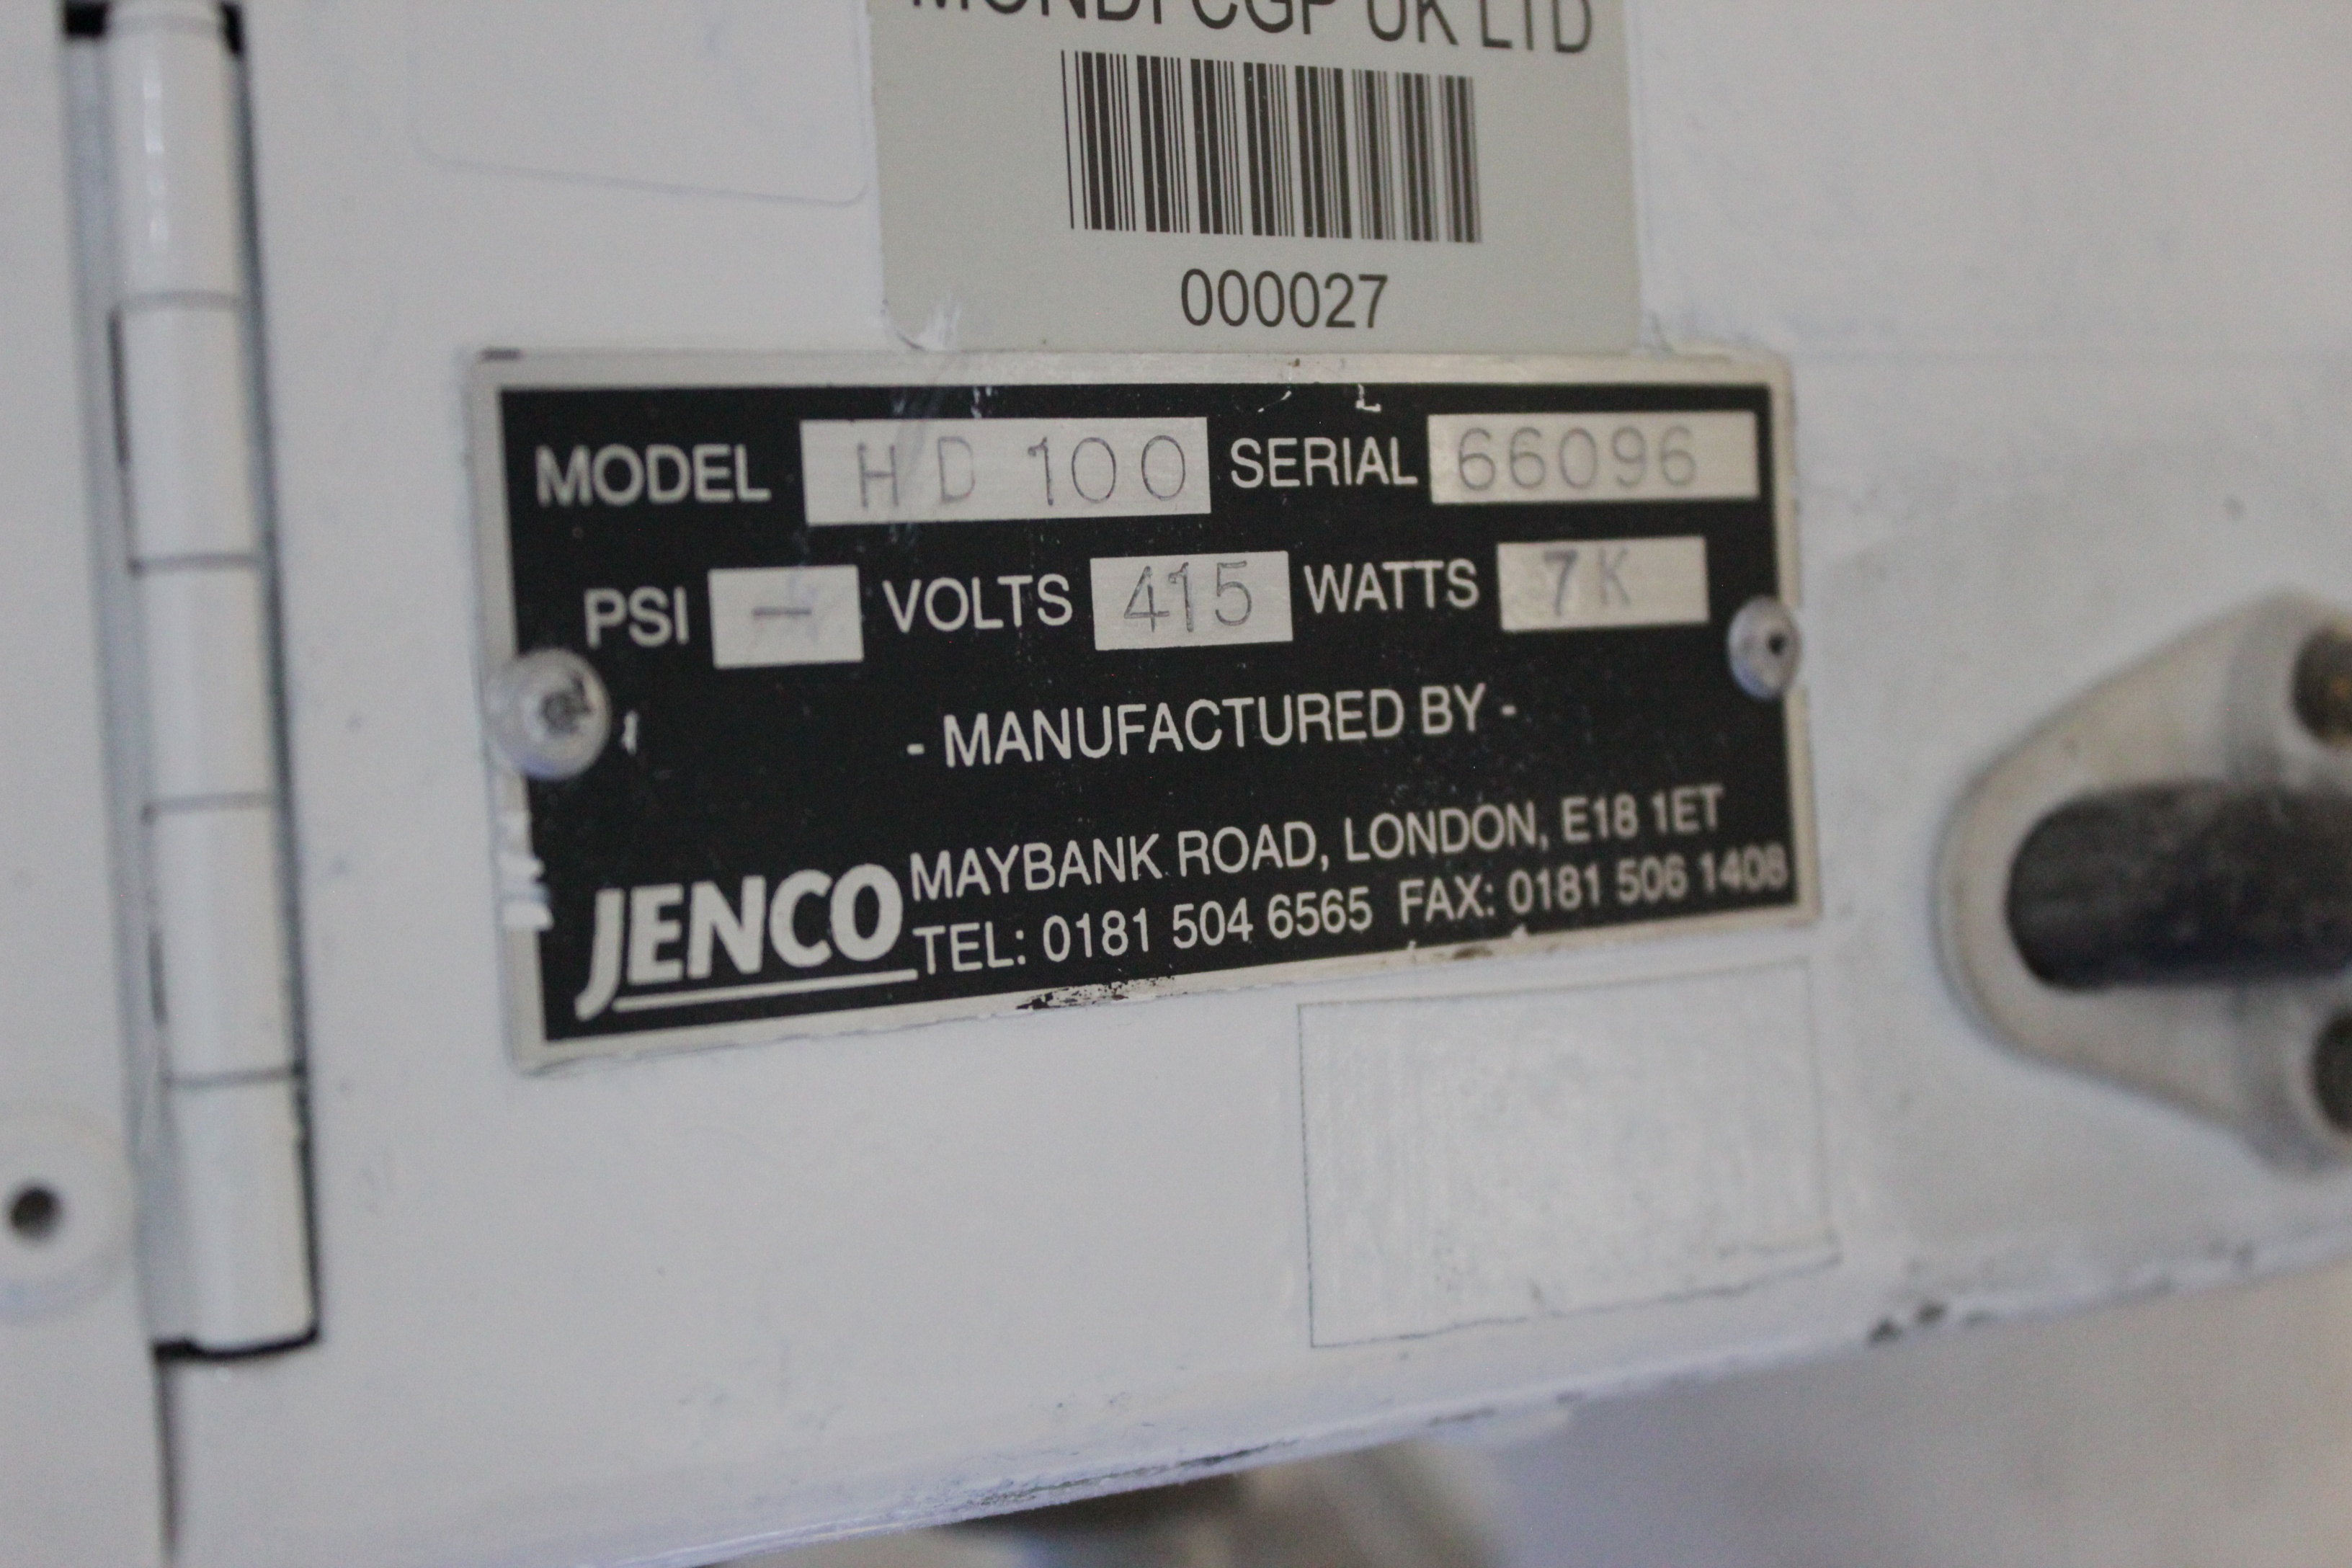 MONDI CGP UK LTD
000027
MODEL HD 100 SERIAL 66096
PSI - VOLTS 415 WATTS 7K
- MANUFACTURED BY -
JENCO
MAYBANK ROAD, LONDON, E18 1ET
TEL: 0181 504 6565 FAX: 0181 506 1408